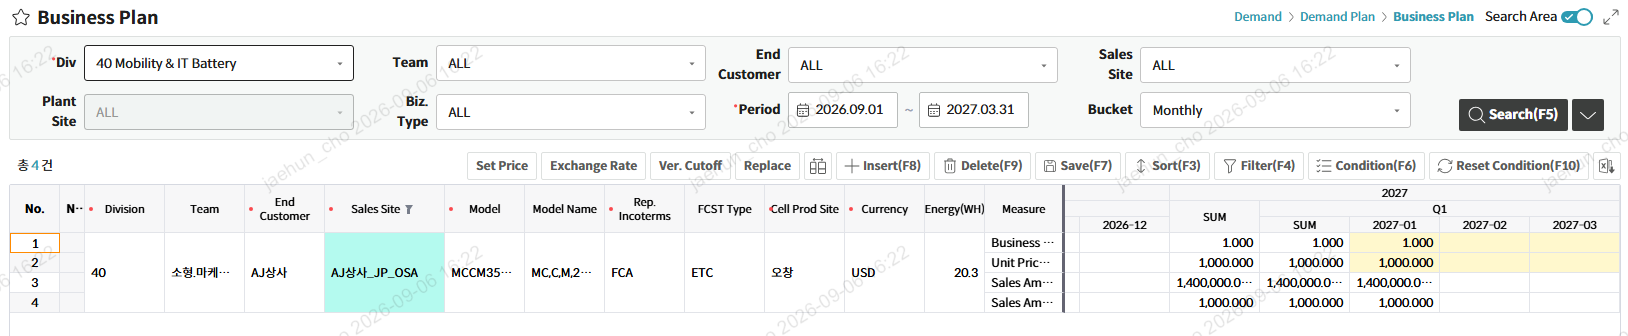 Business Plan
Demand > Demand Plan > Business Plan Search Area
*Div 40 Mobility & IT Battery Team ALL End Customer ALL Sales Site ALL
Plant Site ALL Biz. Type ALL *Period 2026.09.01 ~ 2027.03.31 Bucket Monthly Search(F5)
총 4 건 Set Price Exchange Rate Ver. Cutoff Replace Insert(F8) Delete(F9) Save(F7) Sort(F3) Filter(F4) Condition(F6) Reset Condition(F10)
No. N··· Division Team End Customer Sales Site Model Model Name Rep. Incoterms FCST Type Cell Prod Site Currency Energy(WH) Measure
2027
SUM Q1
2026-12 SUM 2027-01 2027-02 2027-03
1 Business ··· 1.000 1.000 1.000
2 Unit Pric··· 1,000.000 1,000.000 1,000.000
40 소형.마케··· AJ상사 AJ상사_JP_OSA MCCM35··· MC,C,M,2··· FCA ETC 오창 USD 20.3
3 Sales Am··· 1,400,000.0··· 1,400,000.0··· 1,400,000.0···
4 Sales Am··· 1,000.000 1,000.000 1,000.000
jaehun_cho 2026-09-06 16:22